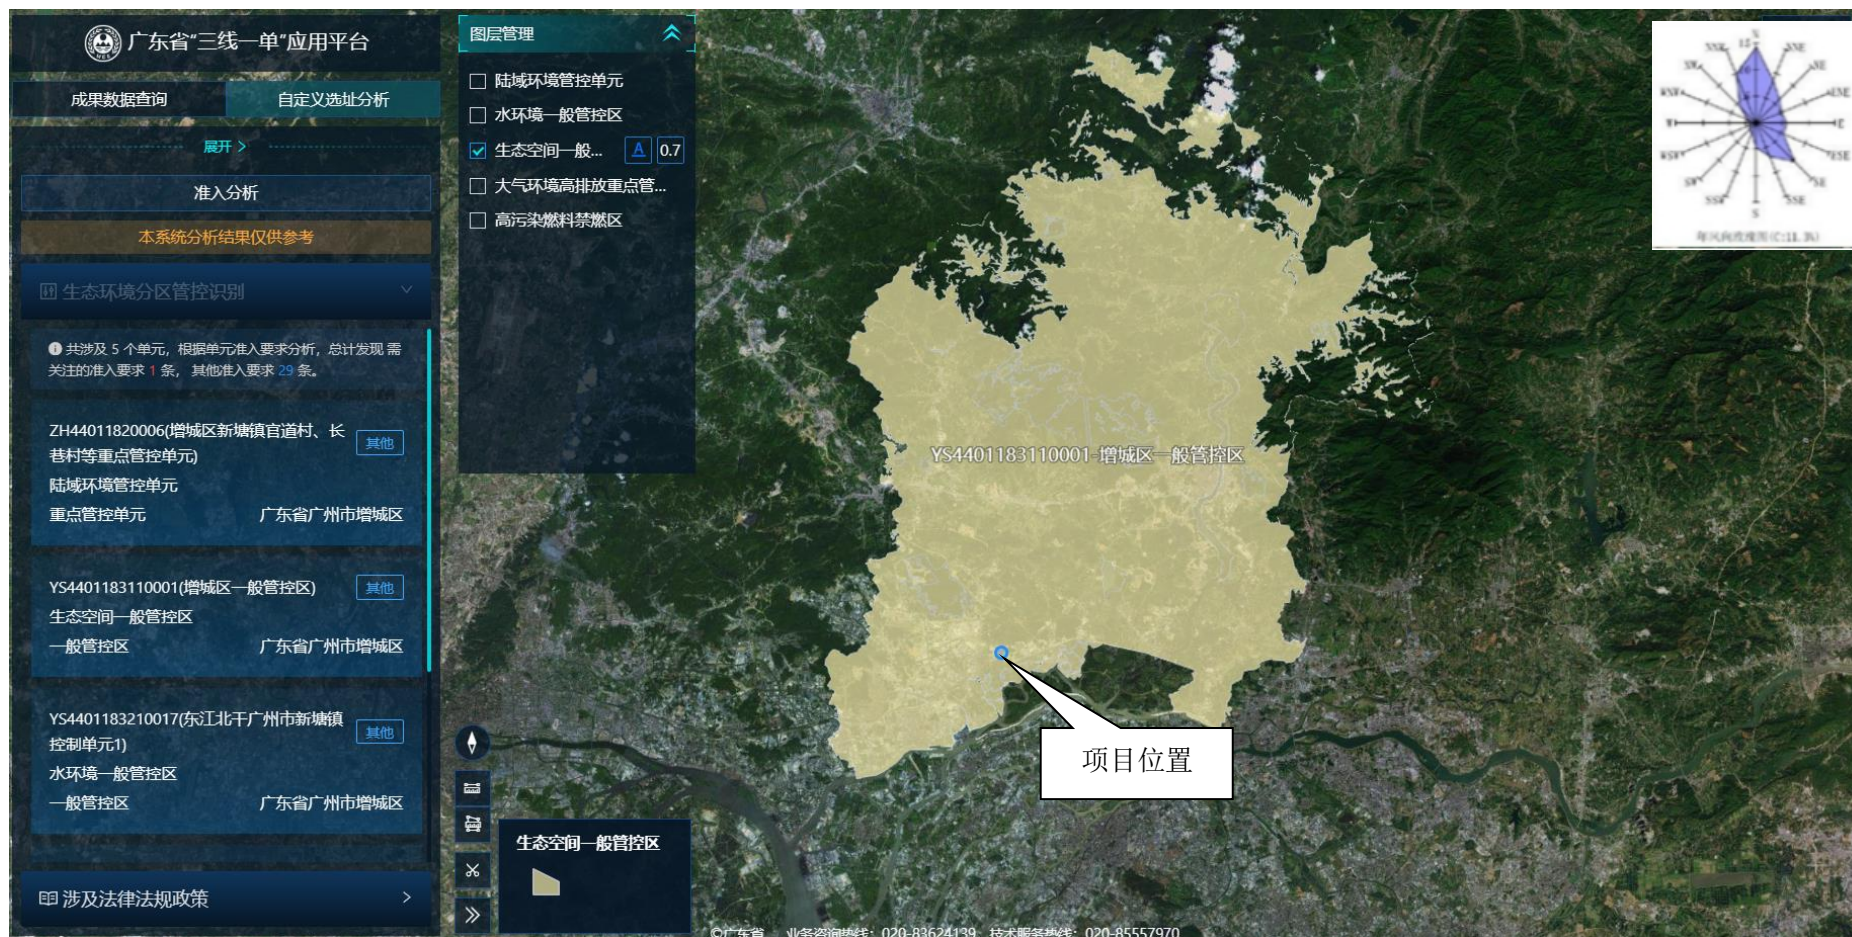 广东省“三线一单”应用平台
成果数据查询
自定义选址分析
展开 >
准入分析
本系统分析结果仅供参考
生态环境分区管控识别
共涉及 5 个单元，根据单元准入要求分析，总计发现 需
关注的准入要求 1 条， 其他准入要求 29 条。
ZH44011820006(增城区新塘镇官道村、长
巷村等重点管控单元)
其他
陆域环境管控单元
重点管控单元
广东省广州市增城区
YS4401183110001(增城区一般管控区)
其他
生态空间一般管控区
一般管控区
广东省广州市增城区
YS4401183210017(东江北干广州市新塘镇
控制单元1)
其他
水环境一般管控区
一般管控区
广东省广州市增城区
涉及法律法规政策
图层管理
陆域环境管控单元
水环境一般管控区
生态空间一般...
A
0.7
大气环境高排放重点管...
高污染燃料禁燃区
YS4401183110001-增城区一般管控区
项目位置
生态空间一般管控区
©广东省
业务咨询热线：020-83624139
技术服务热线：020-85557970
N
NNE
NE
ENE
E
ESE
SE
SSE
S
SSW
SW
WSW
W
WNW
NW
NNW